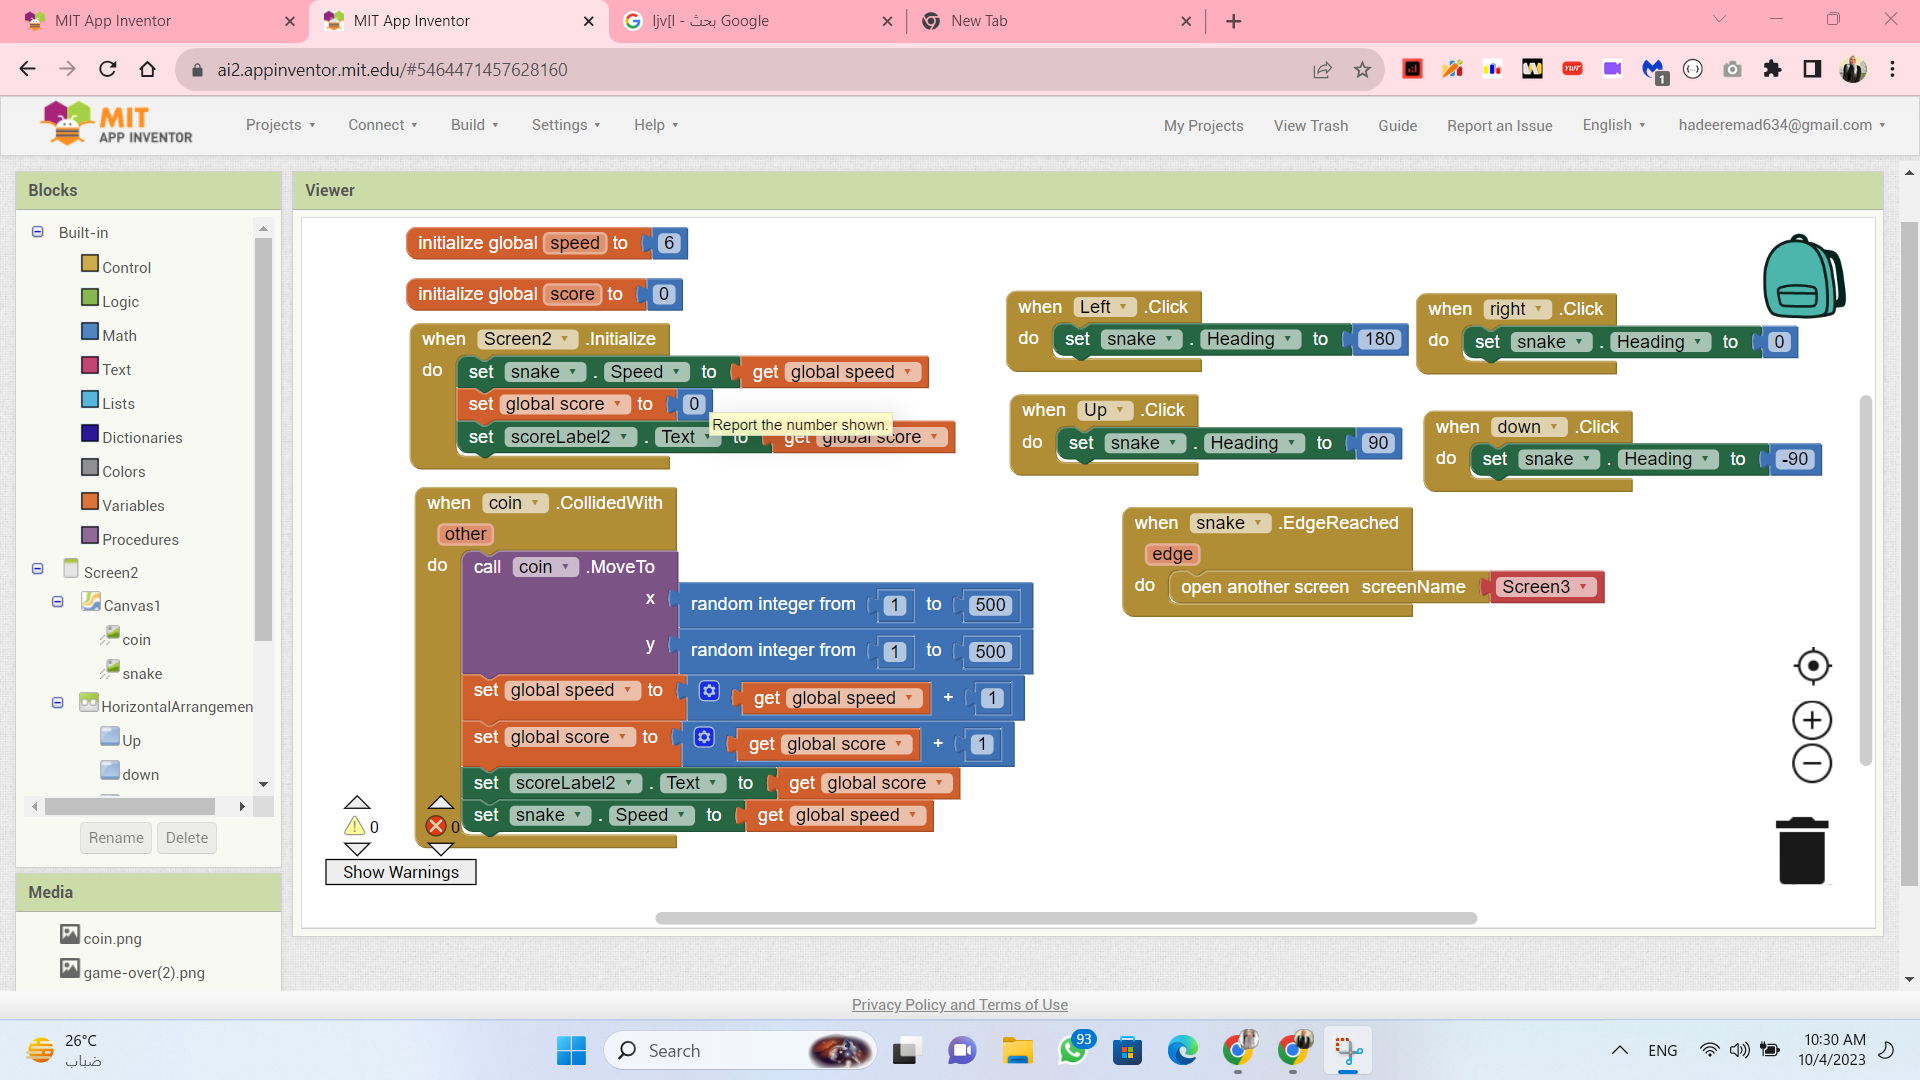 MIT App Inventor
MIT App Inventor
ljv[l - بحث Google
New Tab
ai2.appinventor.mit.edu/#5464471457628160
W
YWR
1
MIT
APP INVENTOR
Projects
Connect
Build
Settings
Help
My Projects
View Trash
Guide
Report an Issue
English
hadeeremad634@gmail.com
Blocks
Built-in
Control
Logic
Math
Text
Lists
Dictionaries
Colors
Variables
Procedures
Screen2
Canvas1
coin
snake
HorizontalArrangemen
Up
down
Rename
Delete
Media
coin.png
game-over(2).png
Viewer
initialize global speed to 6
initialize global score to 0
when Screen2 .Initialize
do set snake . Speed to get global speed
set global score to 0
Report the number shown.
set scoreLabel2 . Text to get global score
when coin .CollidedWith
other
do call coin .MoveTo
x random integer from 1 to 500
y random integer from 1 to 500
set global speed to get global speed + 1
set global score to get global score + 1
set scoreLabel2 . Text to get global score
set snake . Speed to get global speed
when Left .Click
do set snake . Heading to 180
when right .Click
do set snake . Heading to 0
when Up .Click
do set snake . Heading to 90
when down .Click
do set snake . Heading to -90
when snake .EdgeReached
edge
do open another screen screenName Screen3
0
0
Show Warnings
Privacy Policy and Terms of Use
26°C
ضباب
Search
93
ENG
10:30 AM
10/4/2023